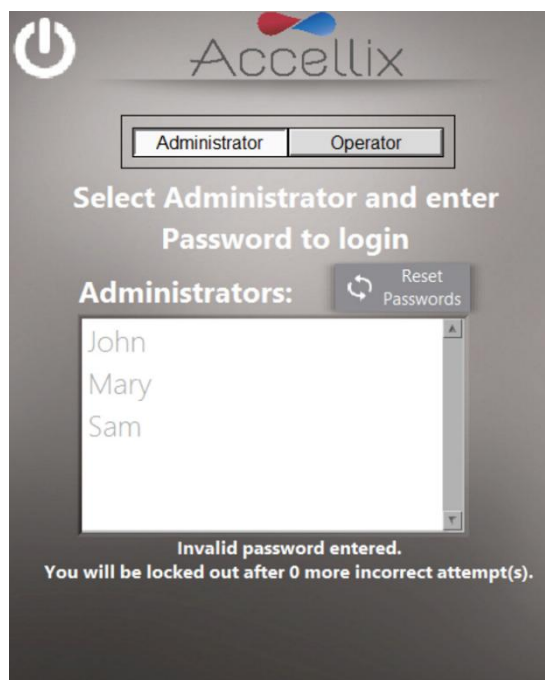 Accellix
Administrator Operator
Select Administrator and enter
Password to login
Administrators:
Reset
Passwords
John
Mary
Sam
Invalid password entered.
You will be locked out after 0 more incorrect attempt(s).